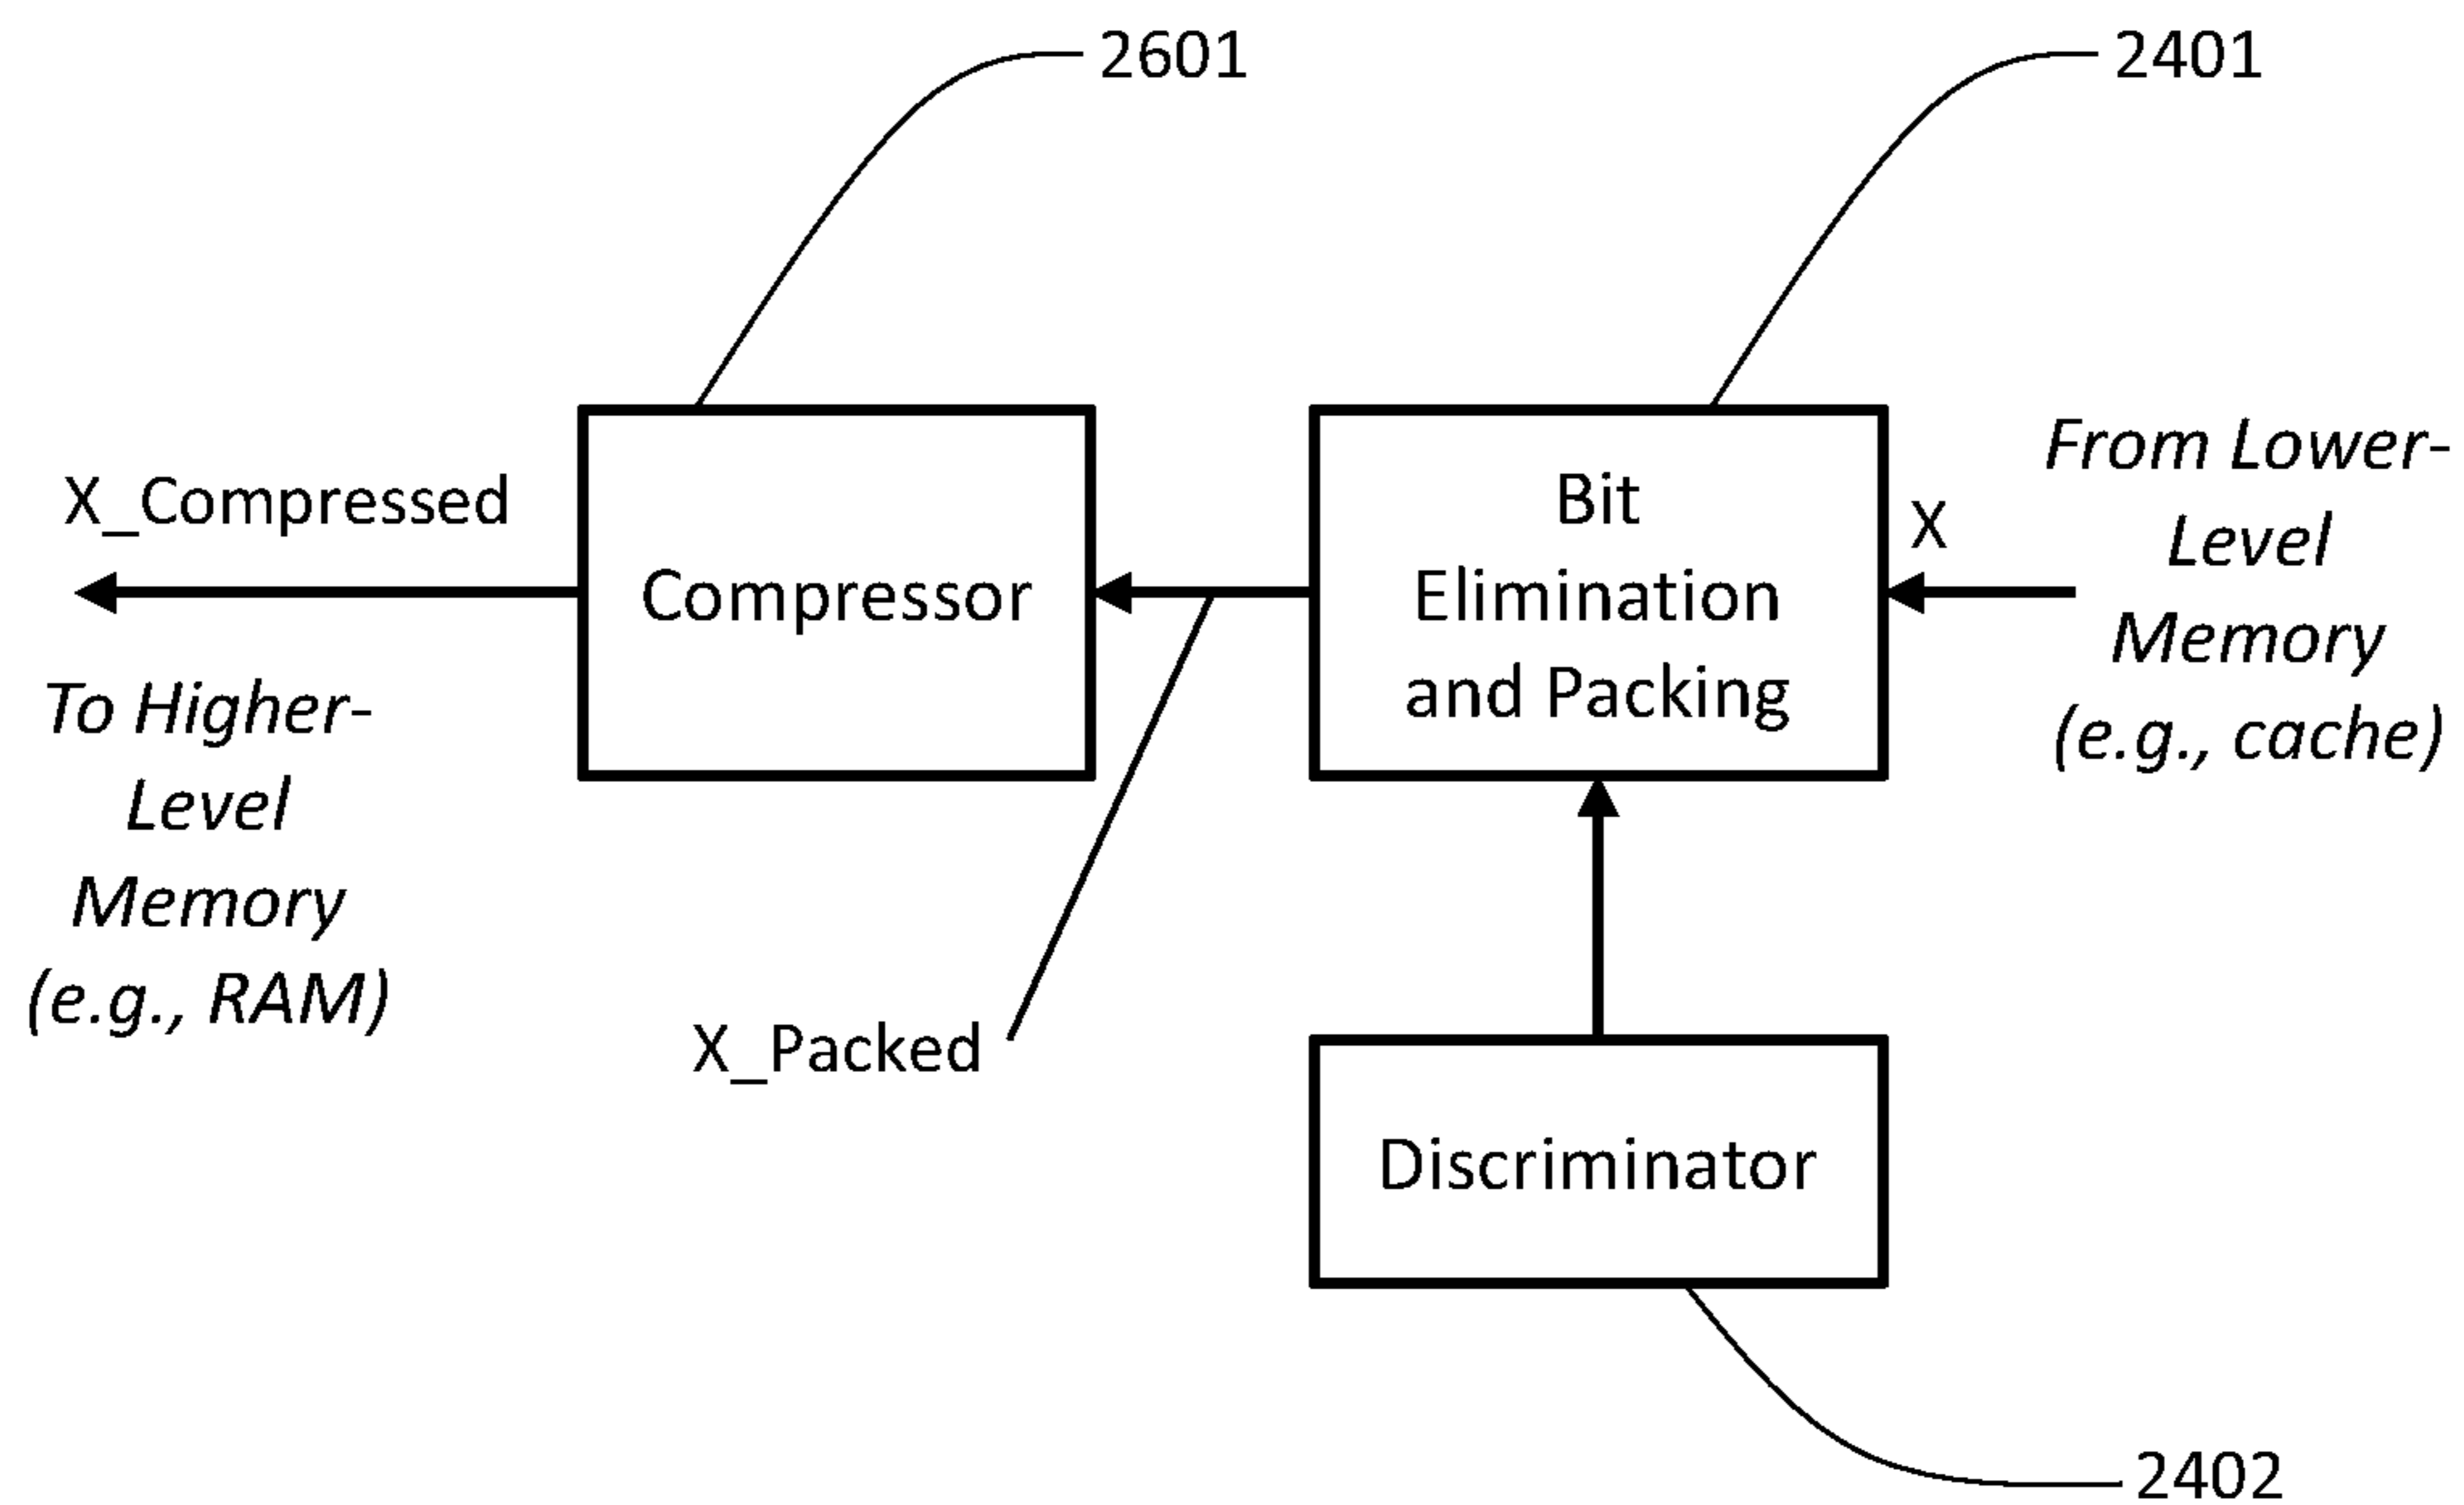 2601
2401
X_Compressed
To Higher-
Level
Memory
(e.g., RAM)
Compressor
X_Packed
Bit
Elimination
and Packing
X
From Lower-
Level
Memory
(e.g., cache)
Discriminator
2402